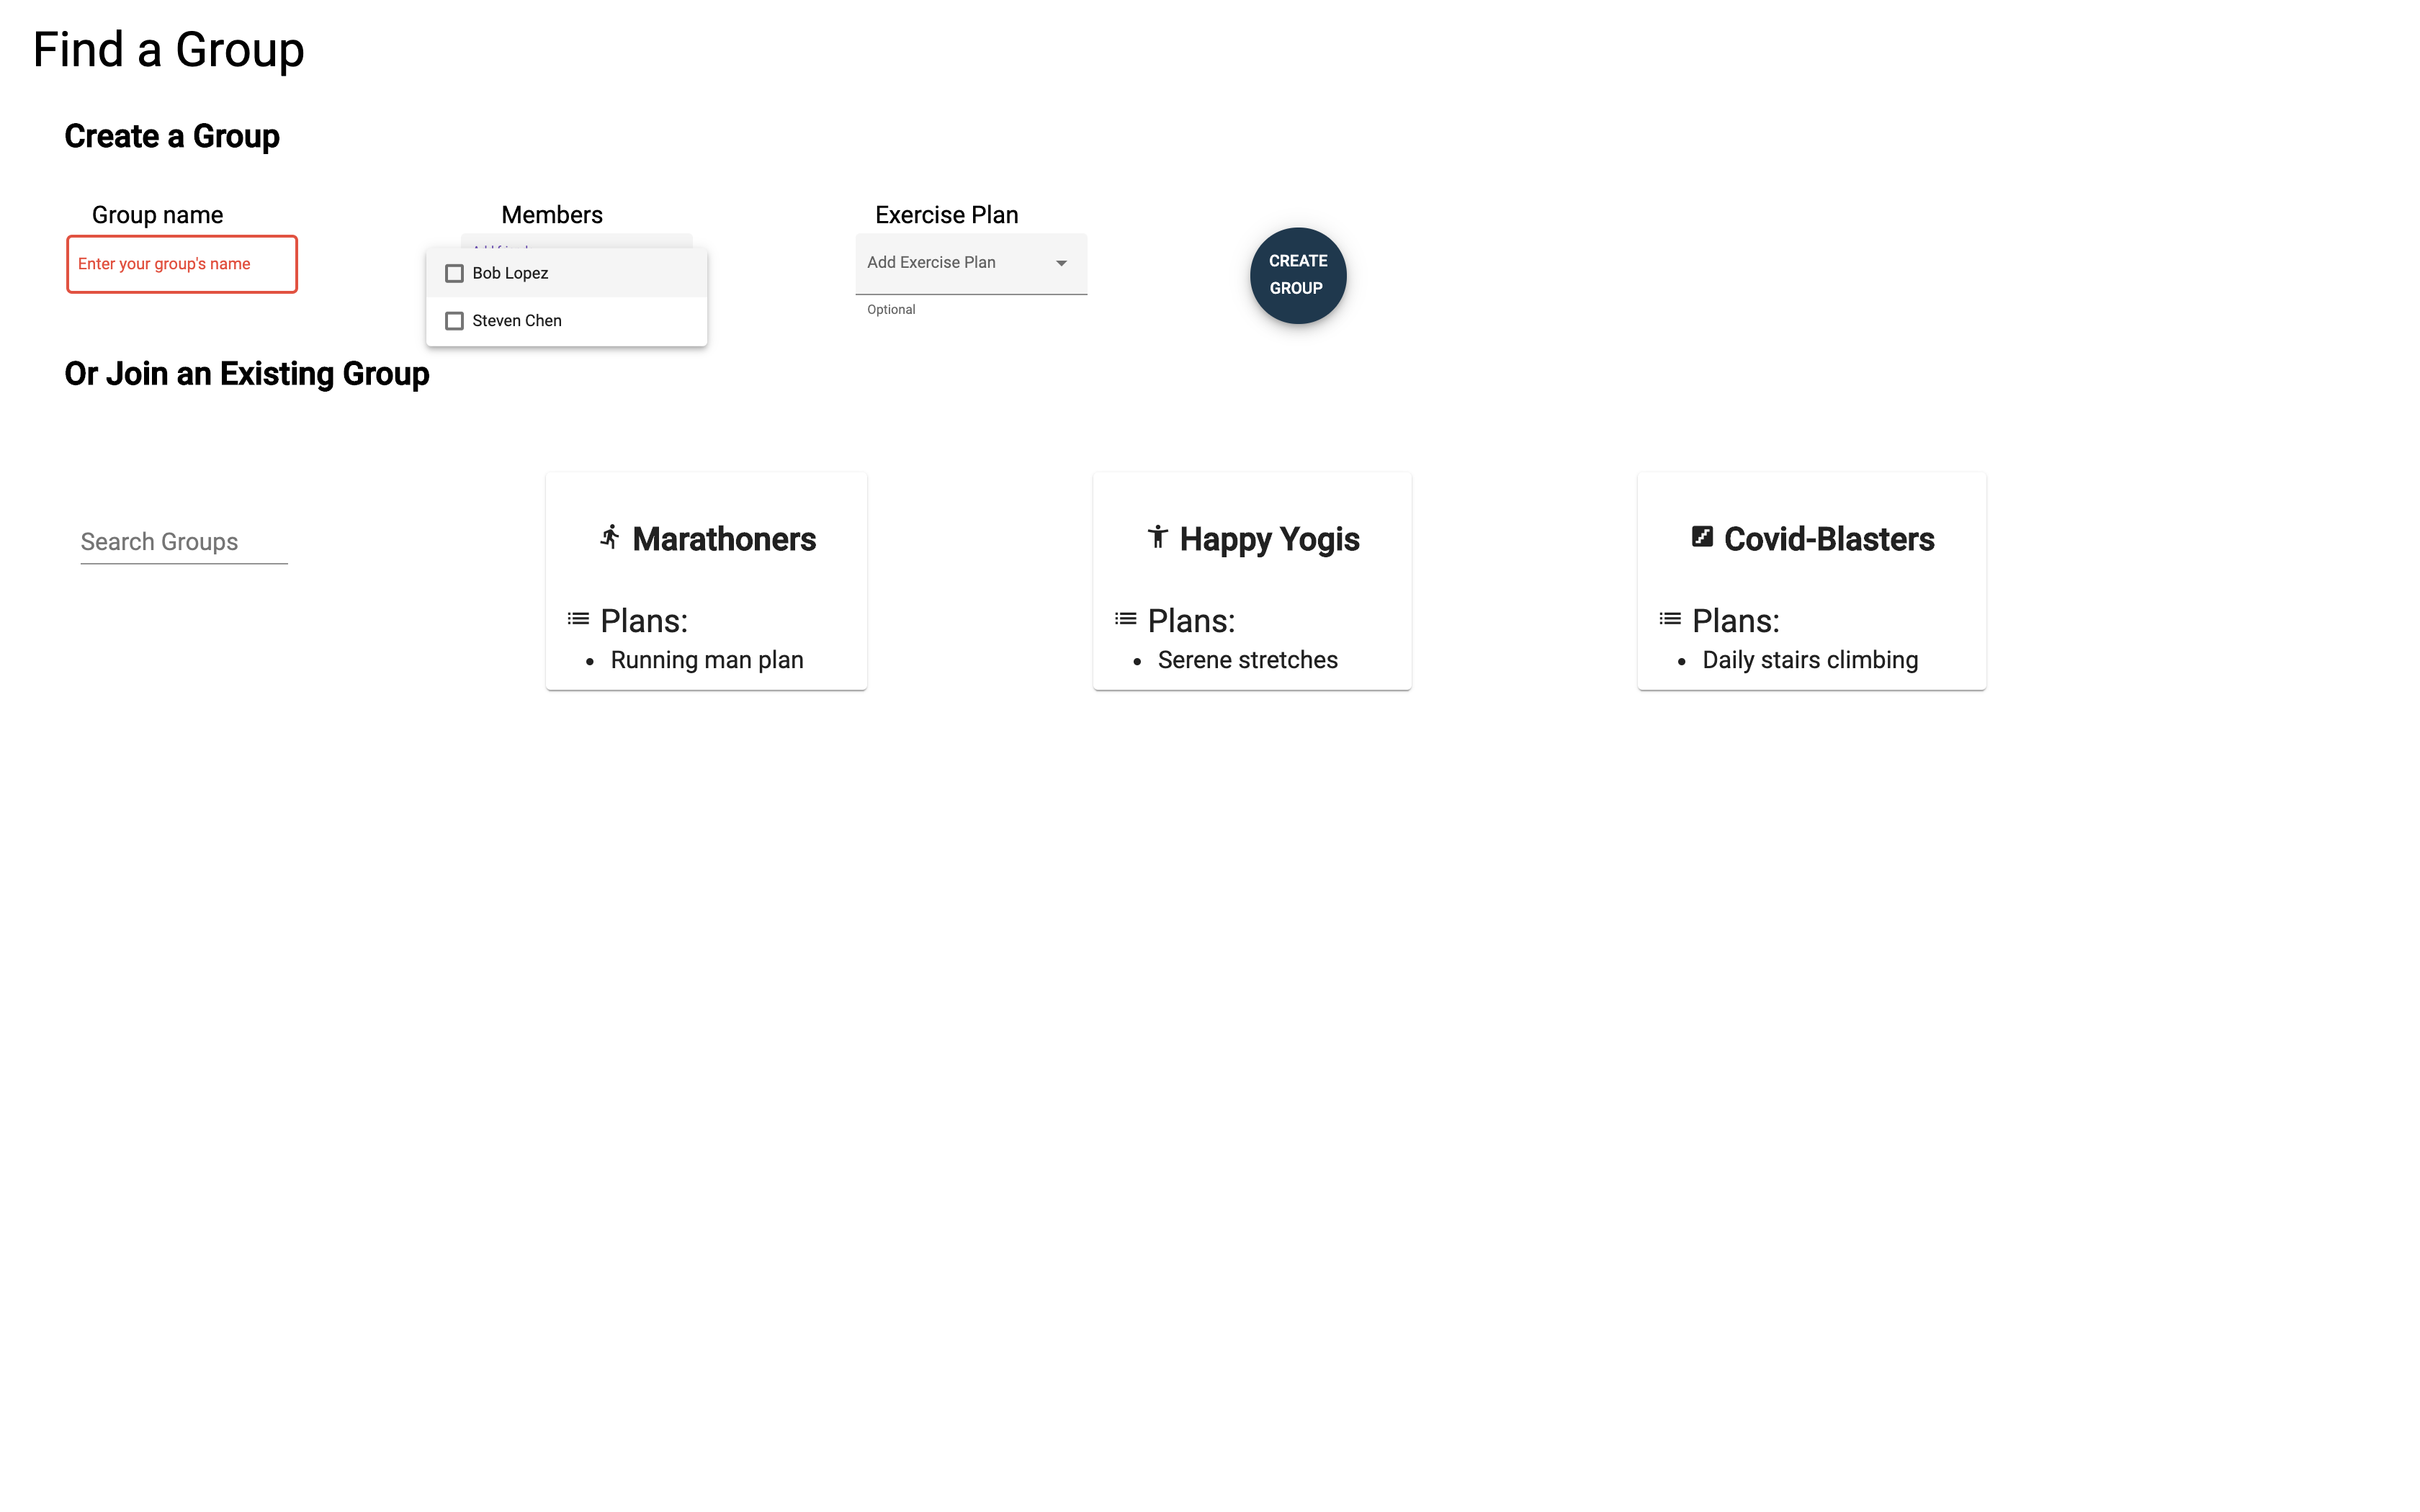 Find a Group
Create a Group
Group name
Enter your group's name
Members
Bob Lopez
Steven Chen
Exercise Plan
Add Exercise Plan
Optional
CREATE
GROUP
Or Join an Existing Group
Search Groups
Marathoners
Plans:
• Running man plan
Happy Yogis
Plans:
• Serene stretches
Covid-Blasters
Plans:
• Daily stairs climbing